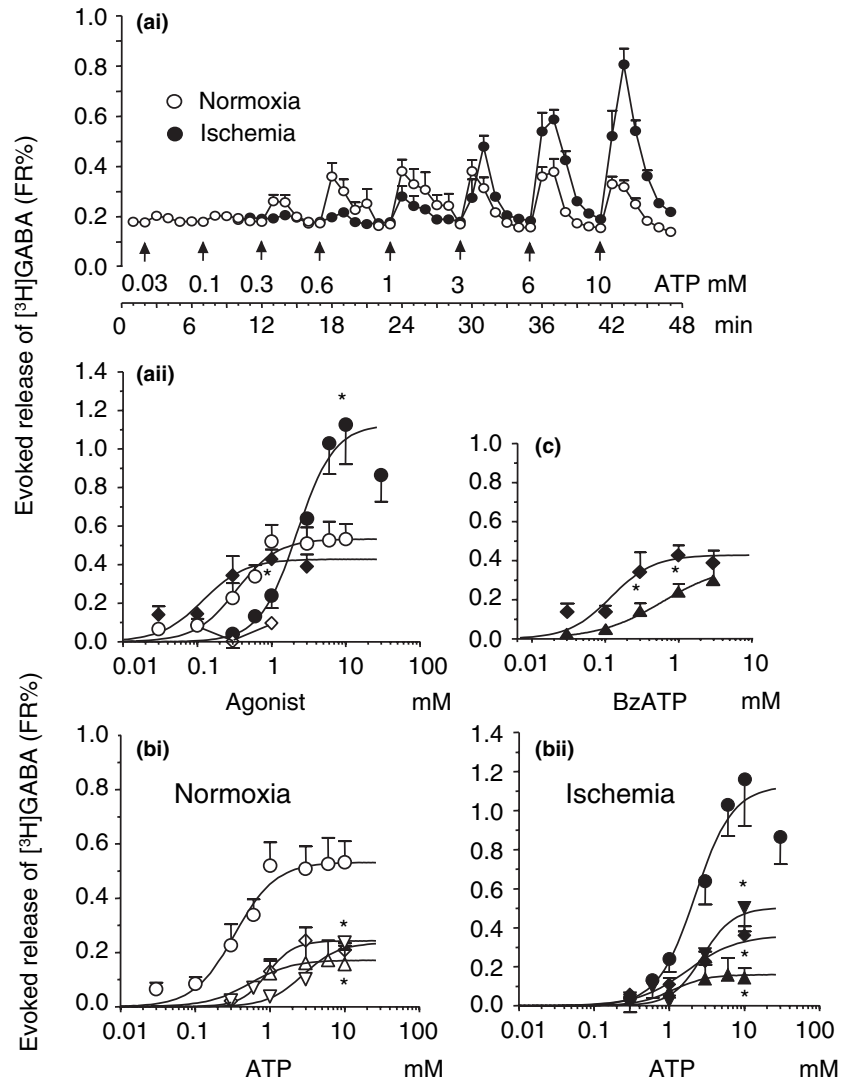 (ai)
1.0
0.8
0.6
0.4
0.2
0.0
Normoxia
Ischemia
0.03 0.1 0.3 0.6 1 3 6 10 ATP mM
0 6 12 18 24 30 36 42 48 min
Evoked release of [³H]GABA (FR%)
(aii)
1.4
1.2
1.0
0.8
0.6
0.4
0.2
0.0
*
*
0.01 0.1 1 10 100
Agonist mM
(c)
1.0
0.8
0.6
0.4
0.2
0.0
*
*
0.01 0.1 1 10
BzATP mM
Evoked release of [³H]GABA (FR%)
(bi)
Normoxia
1.0
0.8
0.6
0.4
0.2
0.0
*
*
0.01 0.1 1 10 100
ATP mM
(bii)
Ischemia
1.4
1.2
1.0
0.8
0.6
0.4
0.2
0.0
*
*
*
0.01 0.1 1 10 100
ATP mM